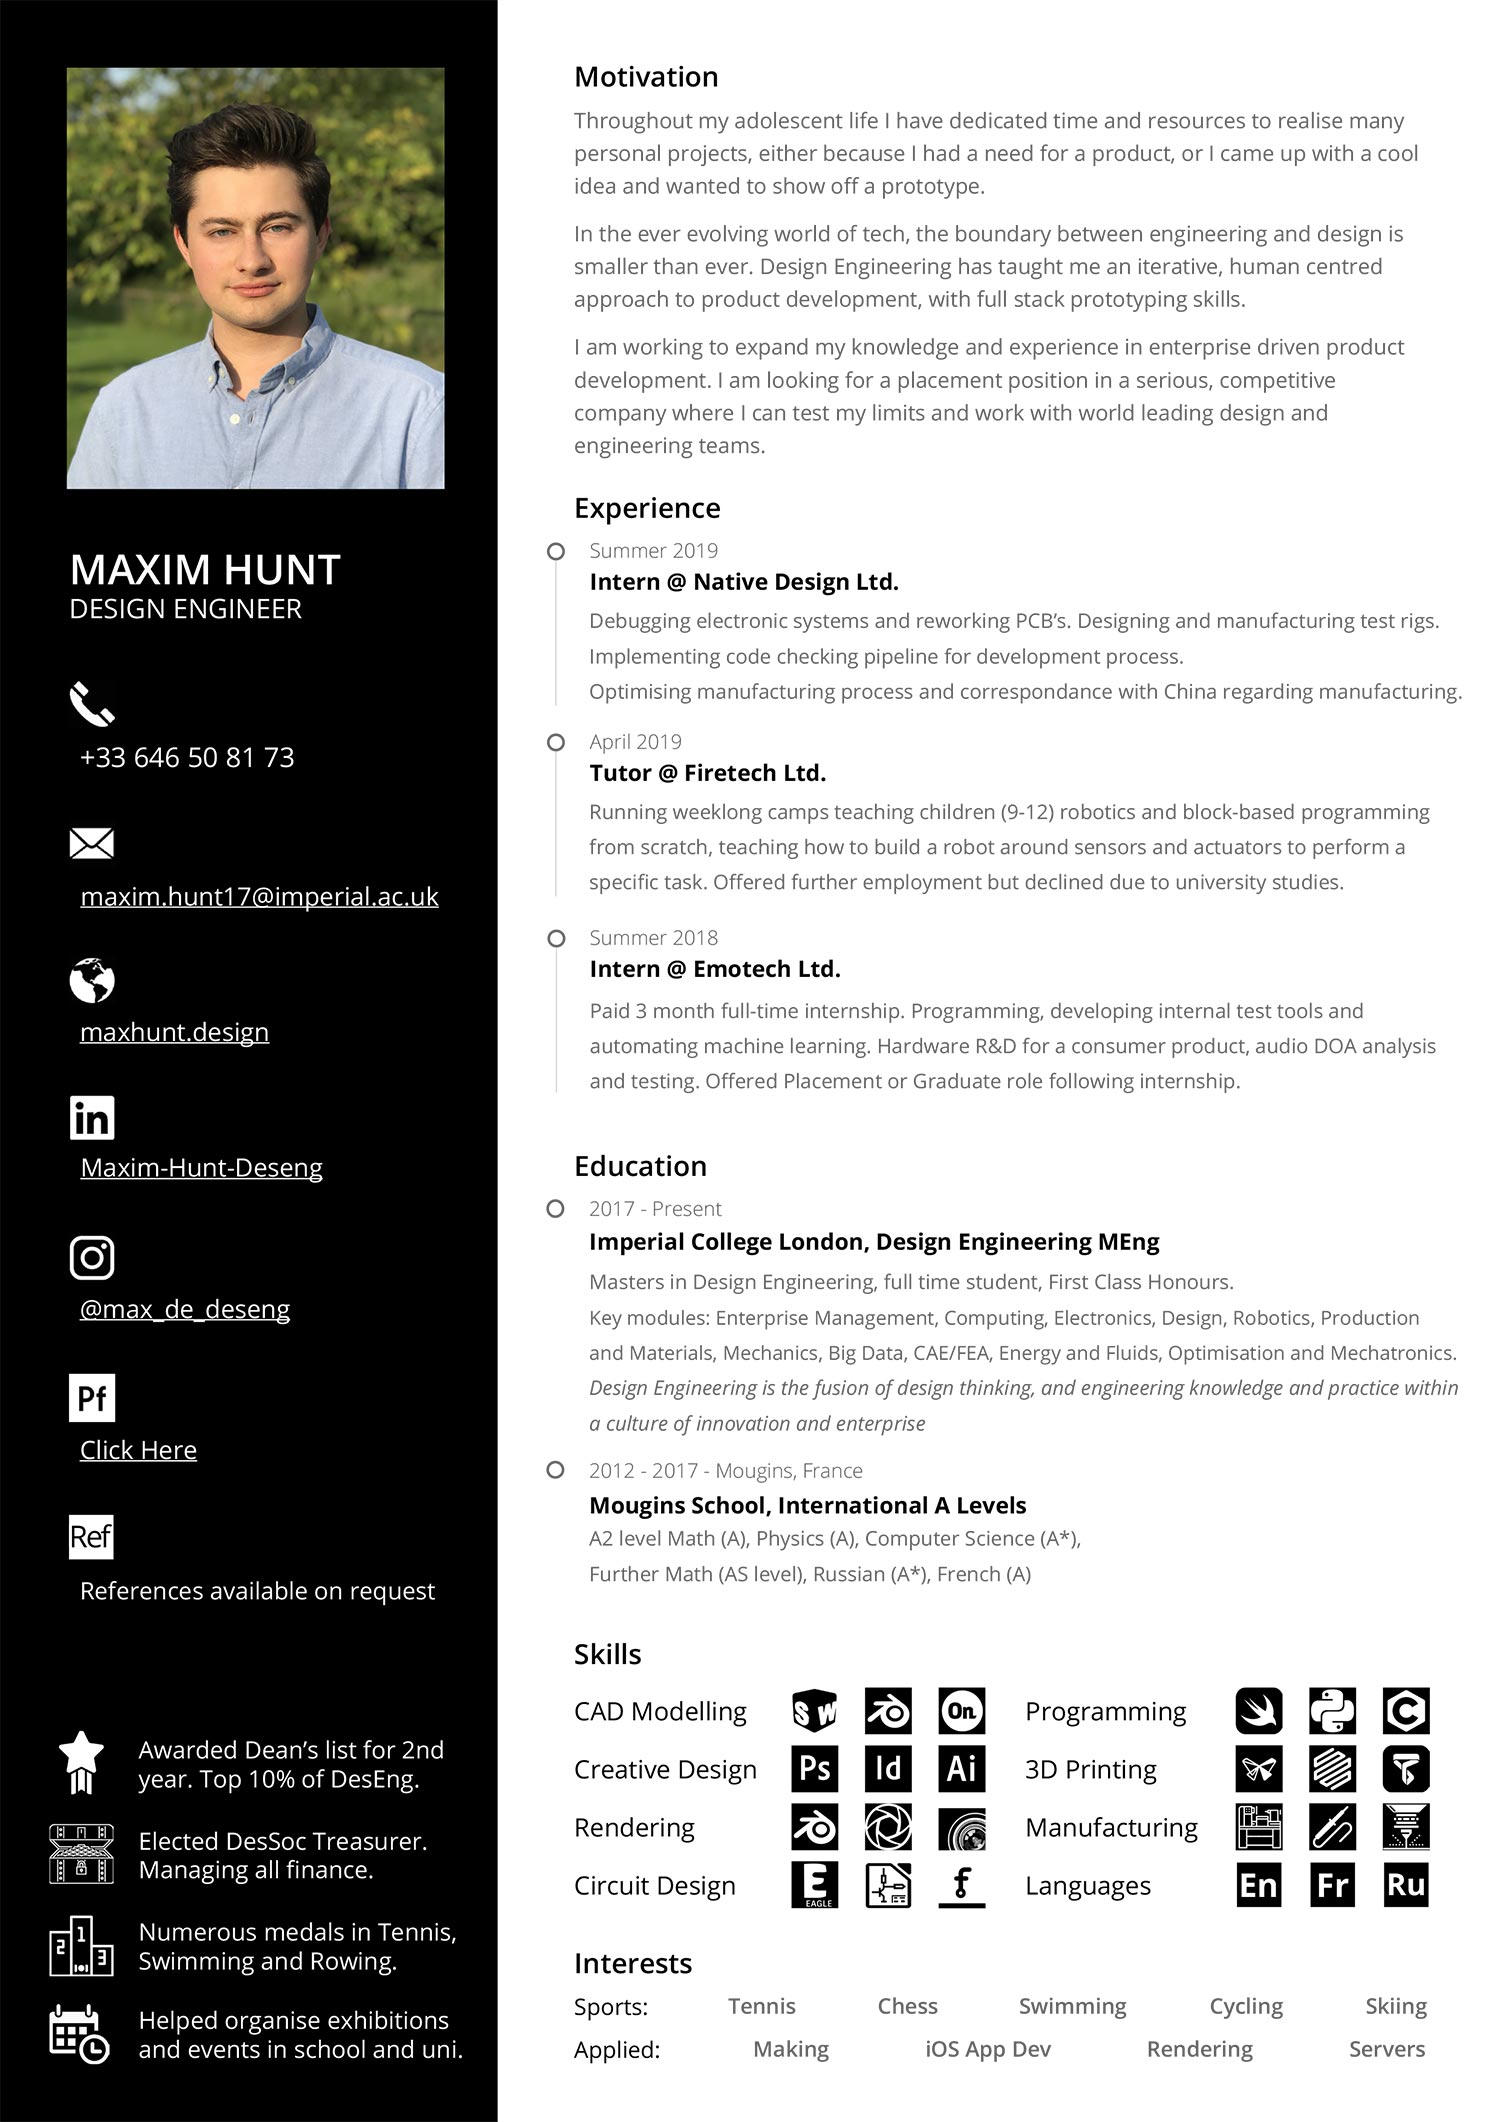 MAXIM HUNT
DESIGN ENGINEER
+33 646 50 81 73
maxim.hunt17@imperial.ac.uk
maxhunt.design
in
Maxim-Hunt-Deseng
@max_de_deseng
Pf
Click Here
Ref
References available on request
Awarded Dean’s list for 2nd
year. Top 10% of DesEng.
Elected DesSoc Treasurer.
Managing all finance.
2 1 3
Numerous medals in Tennis,
Swimming and Rowing.
Helped organise exhibitions
and events in school and uni.
Motivation
Throughout my adolescent life I have dedicated time and resources to realise many
personal projects, either because I had a need for a product, or I came up with a cool
idea and wanted to show off a prototype.
In the ever evolving world of tech, the boundary between engineering and design is
smaller than ever. Design Engineering has taught me an iterative, human centred
approach to product development, with full stack prototyping skills.
I am working to expand my knowledge and experience in enterprise driven product
development. I am looking for a placement position in a serious, competitive
company where I can test my limits and work with world leading design and
engineering teams.
Experience
Summer 2019
Intern @ Native Design Ltd.
Debugging electronic systems and reworking PCB’s. Designing and manufacturing test rigs.
Implementing code checking pipeline for development process.
Optimising manufacturing process and correspondance with China regarding manufacturing.
April 2019
Tutor @ Firetech Ltd.
Running weeklong camps teaching children (9-12) robotics and block-based programming
from scratch, teaching how to build a robot around sensors and actuators to perform a
specific task. Offered further employment but declined due to university studies.
Summer 2018
Intern @ Emotech Ltd.
Paid 3 month full-time internship. Programming, developing internal test tools and
automating machine learning. Hardware R&D for a consumer product, audio DOA analysis
and testing. Offered Placement or Graduate role following internship.
Education
2017 - Present
Imperial College London, Design Engineering MEng
Masters in Design Engineering, full time student, First Class Honours.
Key modules: Enterprise Management, Computing, Electronics, Design, Robotics, Production
and Materials, Mechanics, Big Data, CAE/FEA, Energy and Fluids, Optimisation and Mechatronics.
Design Engineering is the fusion of design thinking, and engineering knowledge and practice within
a culture of innovation and enterprise
2012 - 2017 - Mougins, France
Mougins School, International A Levels
A2 level Math (A), Physics (A), Computer Science (A*),
Further Math (AS level), Russian (A*), French (A)
Skills
CAD Modelling SW On Programming C
Creative Design Ps Id Ai 3D Printing
Rendering Manufacturing
Circuit Design E EAGLE f Languages En Fr Ru
Interests
Sports: Tennis Chess Swimming Cycling Skiing
Applied: Making iOS App Dev Rendering Servers